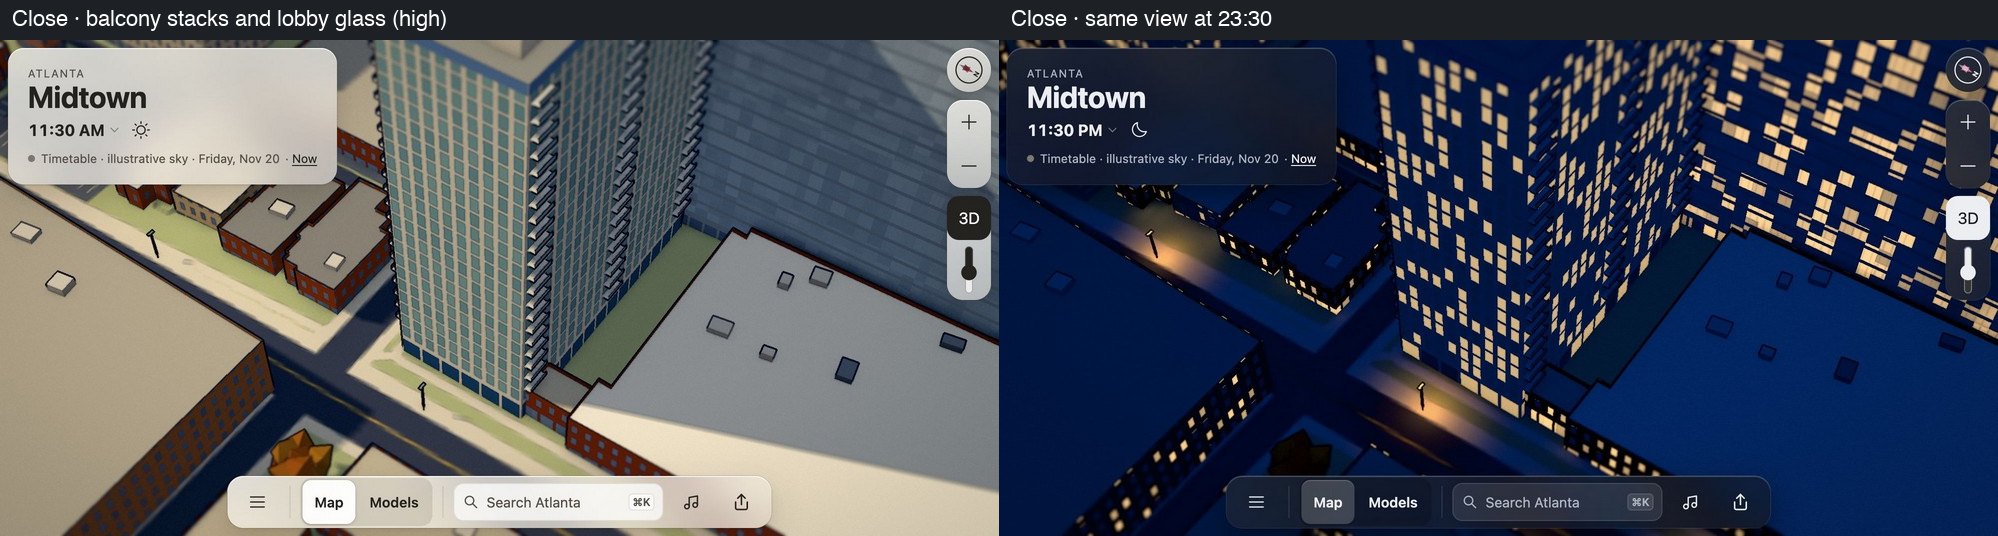 Close · balcony stacks and lobby glass (high)
ATLANTA
Midtown
11:30 AM
Timetable · illustrative sky · Friday, Nov 20 · Now
N
3D
Map
Models
Search Atlanta
⌘K
Close · same view at 23:30
ATLANTA
Midtown
11:30 PM
Timetable · illustrative sky · Friday, Nov 20 · Now
N
3D
Map
Models
Search Atlanta
⌘K